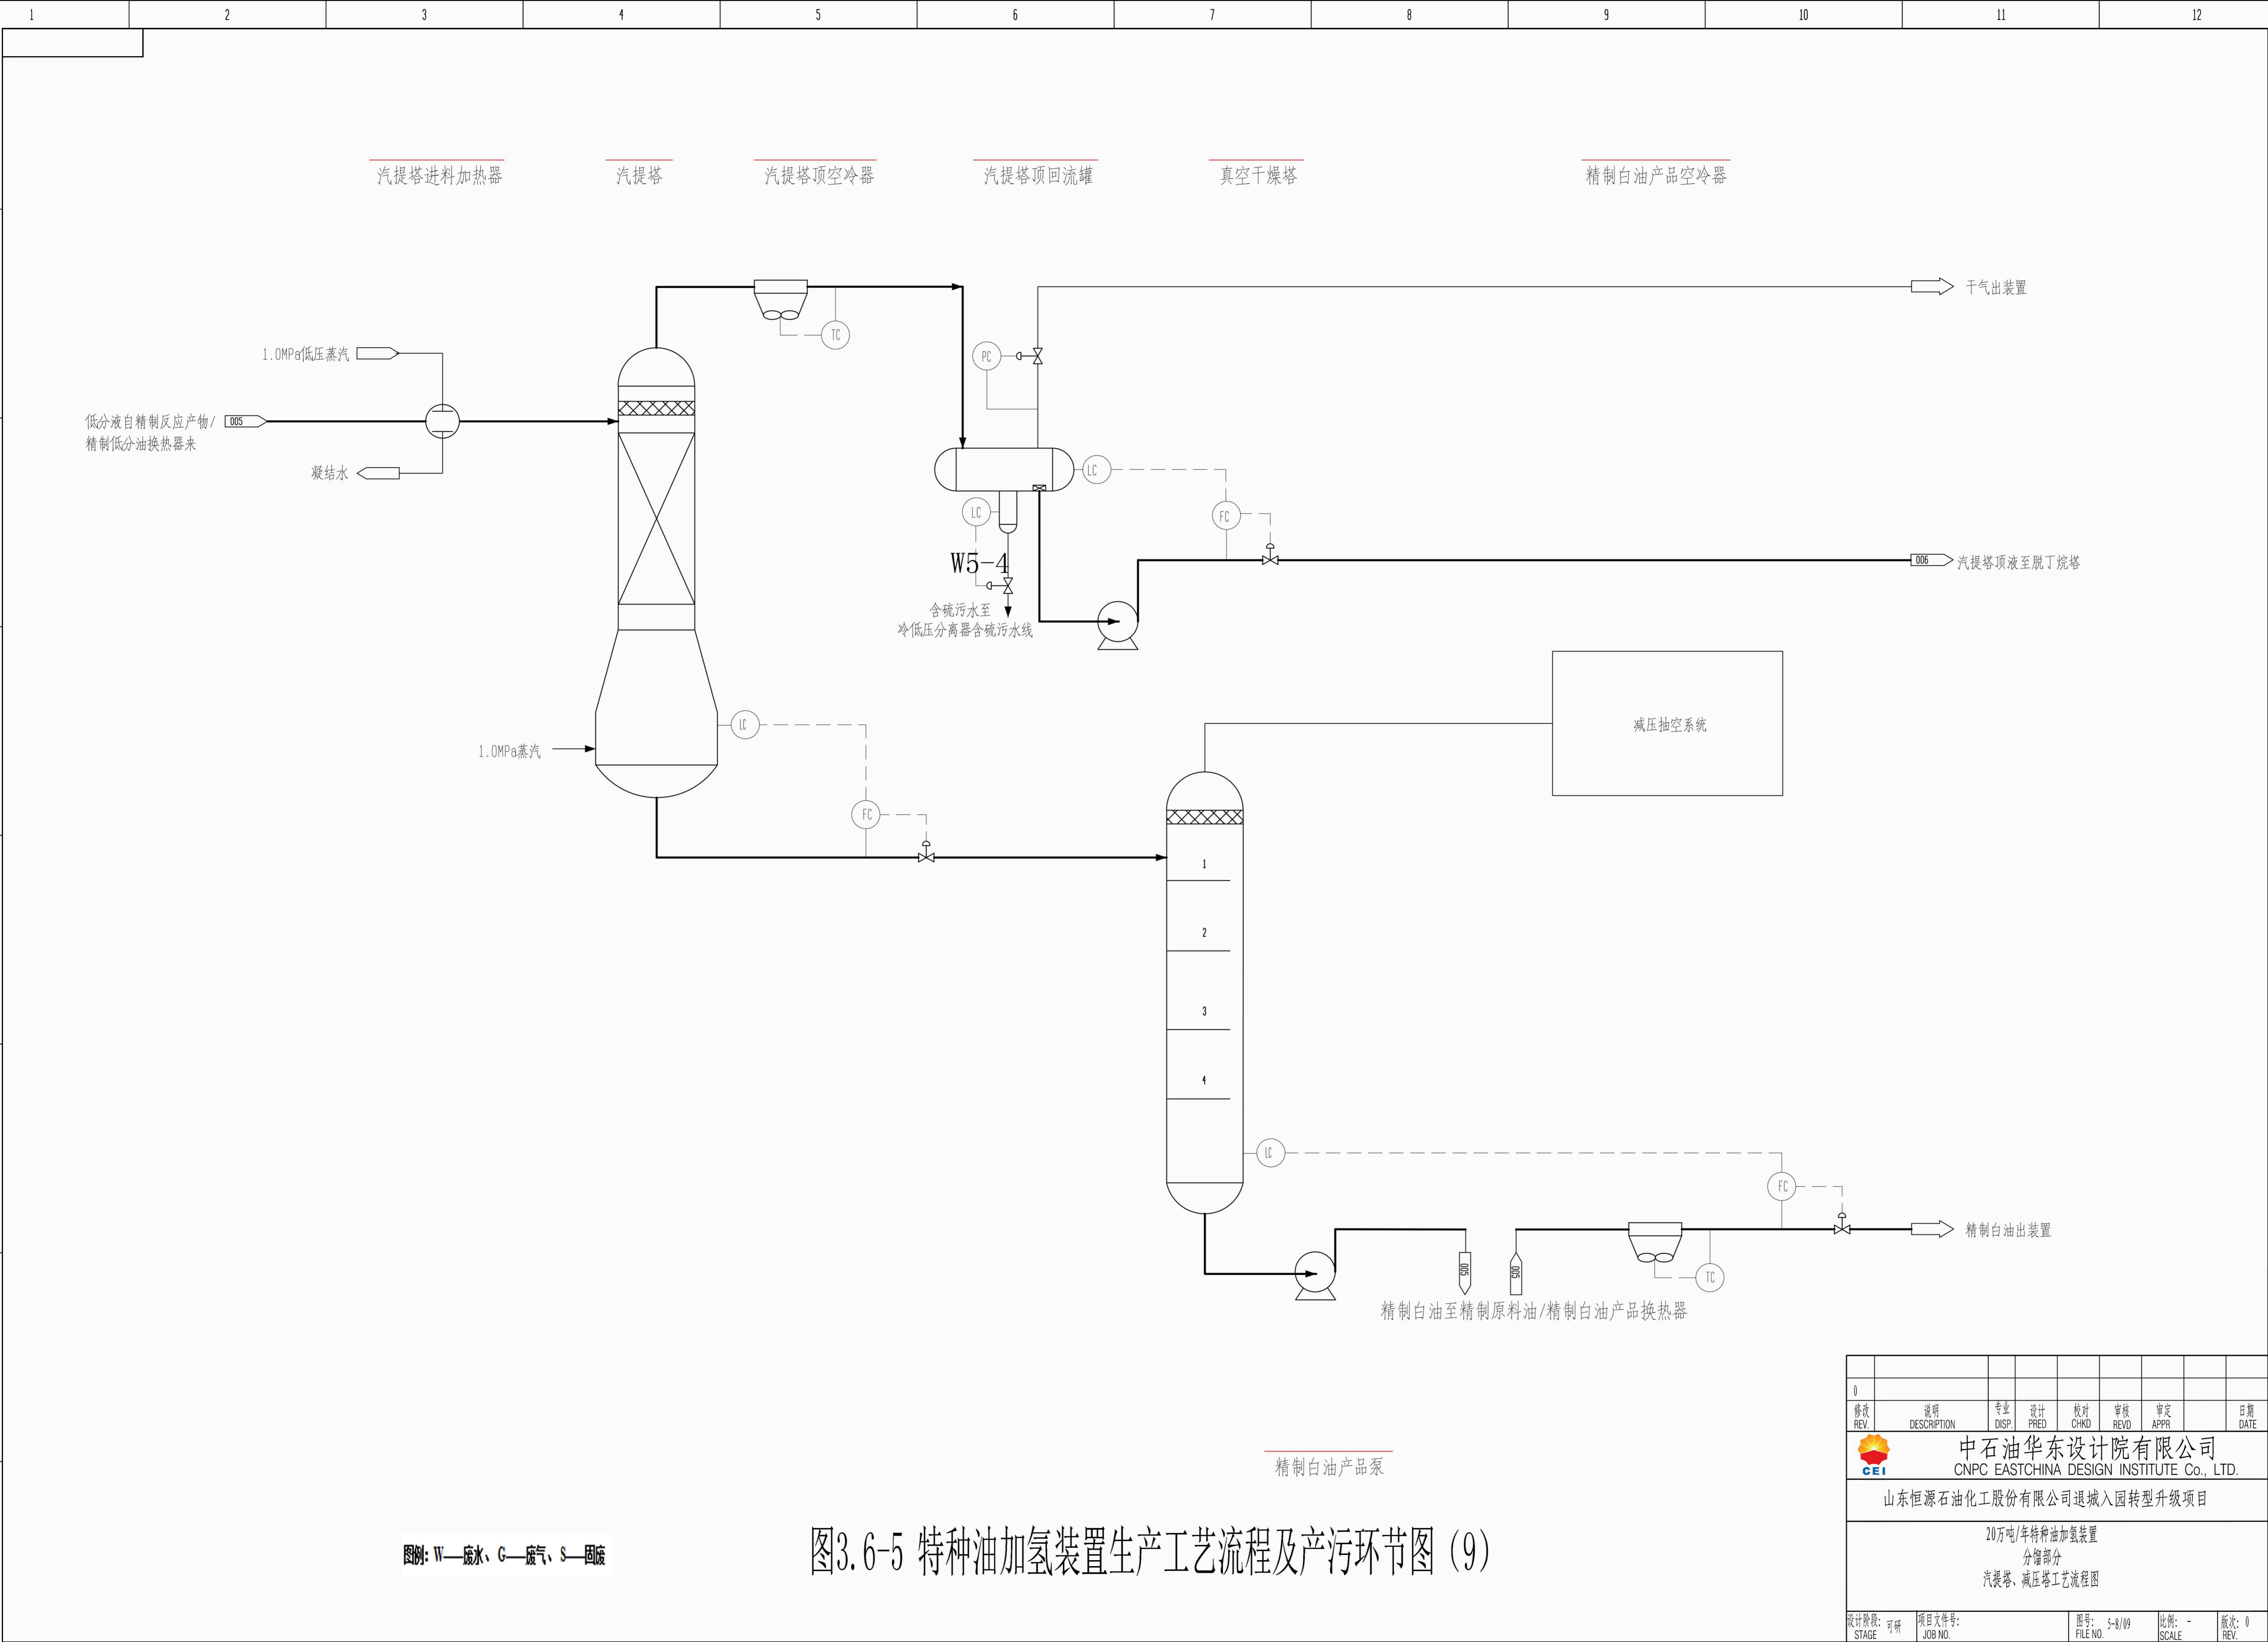 1 2 3 4 5 6 7 8 9 10 11 12
汽提塔进料加热器
汽提塔
汽提塔顶空冷器
汽提塔顶回流罐
真空干燥塔
精制白油产品空冷器
干气出装置
TC
1.0MPa低压蒸汽
PC
低分液自精制反应产物/
精制低分油换热器来
005
凝结水
LC
LC
FC
W5-4
006
汽提塔顶液至脱丁烷塔
含硫污水至
冷低压分离器含硫污水线
减压抽空系统
LC
1.0MPa蒸汽
FC
1
2
3
4
LC
FC
精制白油出装置
005
005
TC
精制白油至精制原料油/精制白油产品换热器
精制白油产品泵
图例：W——废水、G——废气、S——固废
图3.6-5 特种油加氢装置生产工艺流程及产污环节图（9）
0
修改 说明 专业 设计 校对 审核 审定 日期
REV. DESCRIPTION DISP. PRED CHKD REVD APPR DATE
CEI
中石油华东设计院有限公司
CNPC EASTCHINA DESIGN INSTITUTE Co., LTD.
山东恒源石油化工股份有限公司退城入园转型升级项目
20万吨/年特种油加氢装置
分馏部分
汽提塔、减压塔工艺流程图
设计阶段: 可研 项目文件号: 图号: 5-8/09 比例: - 版次: 0
STAGE JOB NO. FILE NO. SCALE REV.